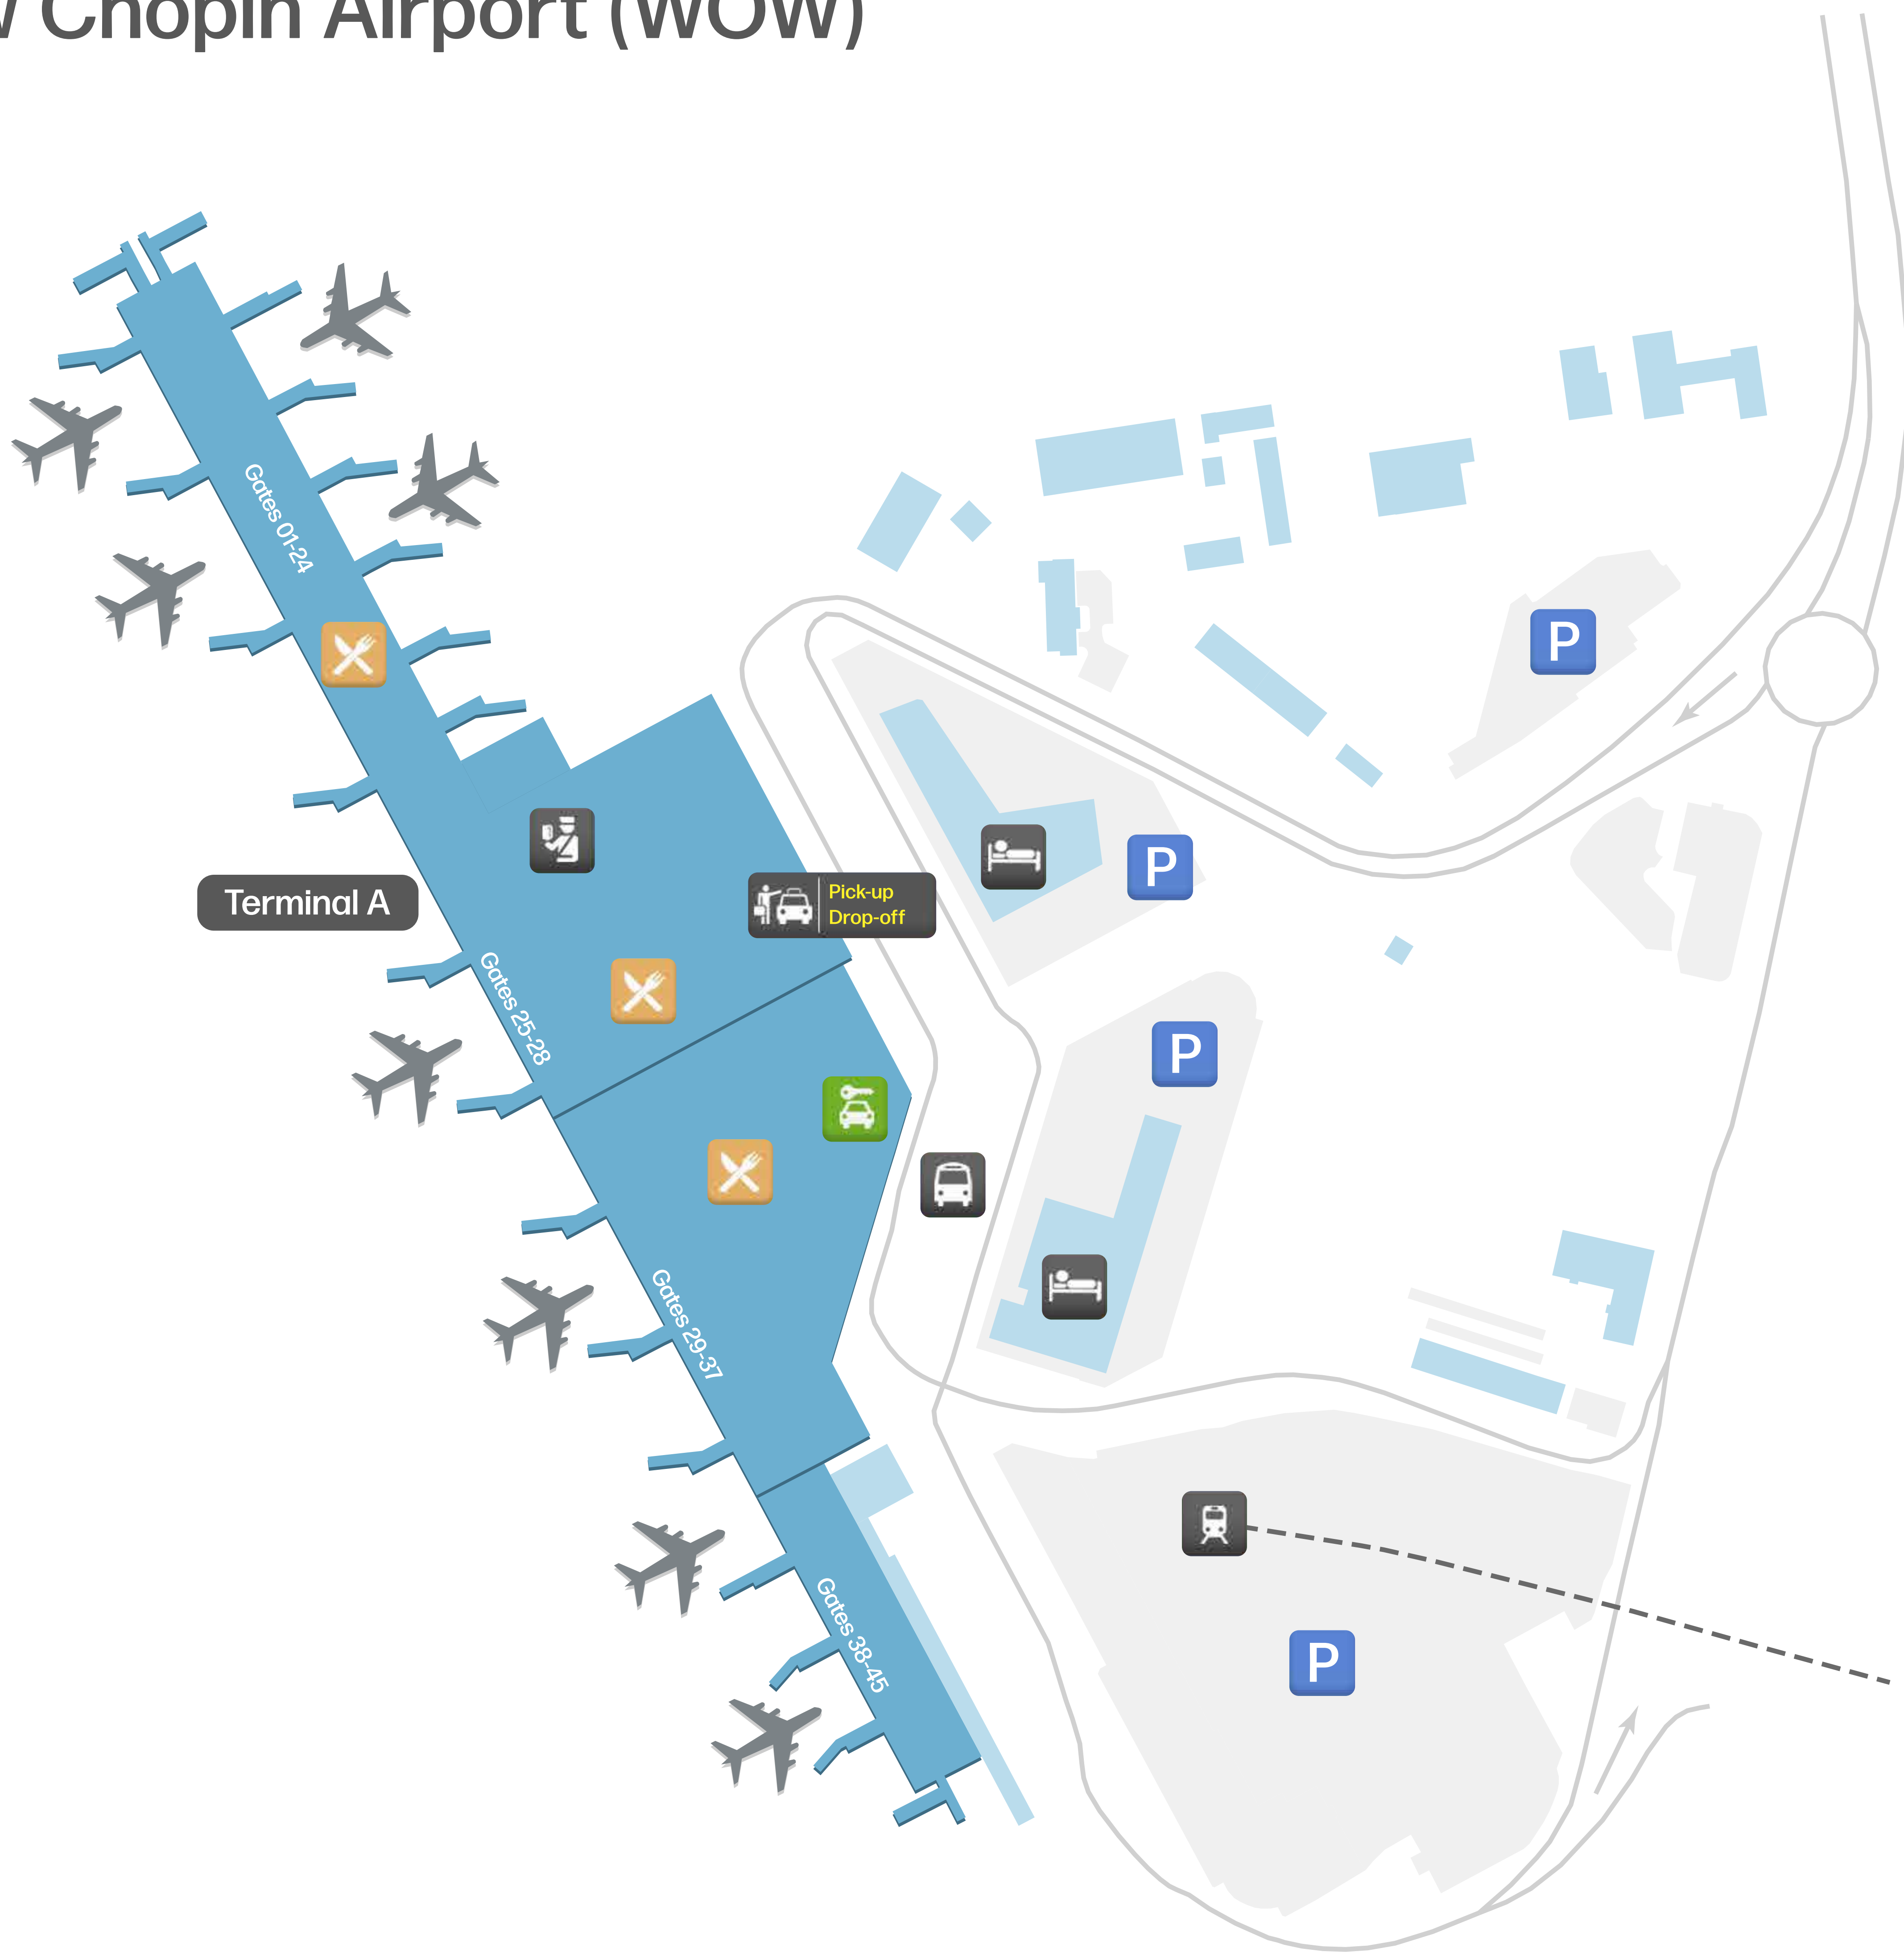 Chopin Airport (WOW)
Gates 01-24
P
Terminal A
Pick-up
Drop-off
P
Gates 25-28
P
Gates 29-37
Gates 38-45
P